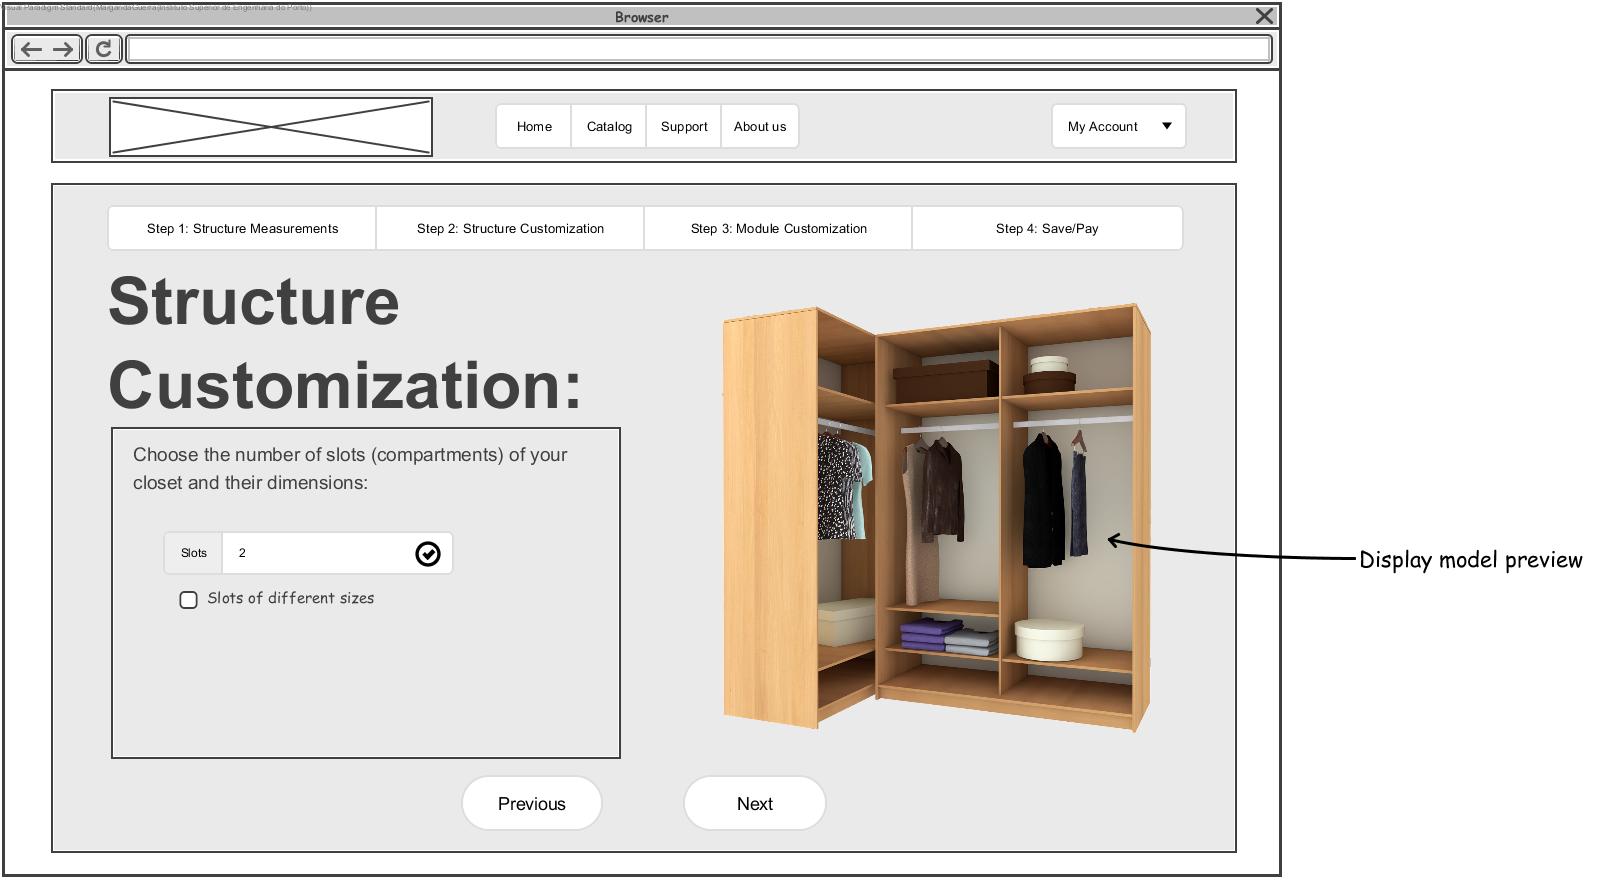 Visual Paradigm Standard(MargaridaGuerra(Instituto Superior de Engenharia do Porto))
Browser
Home
Catalog
Support
About us
My Account
Step 1: Structure Measurements
Step 2: Structure Customization
Step 3: Module Customization
Step 4: Save/Pay
Structure
Customization:
Choose the number of slots (compartments) of your
closet and their dimensions:
Slots
2
Slots of different sizes
Display model preview
Previous
Next